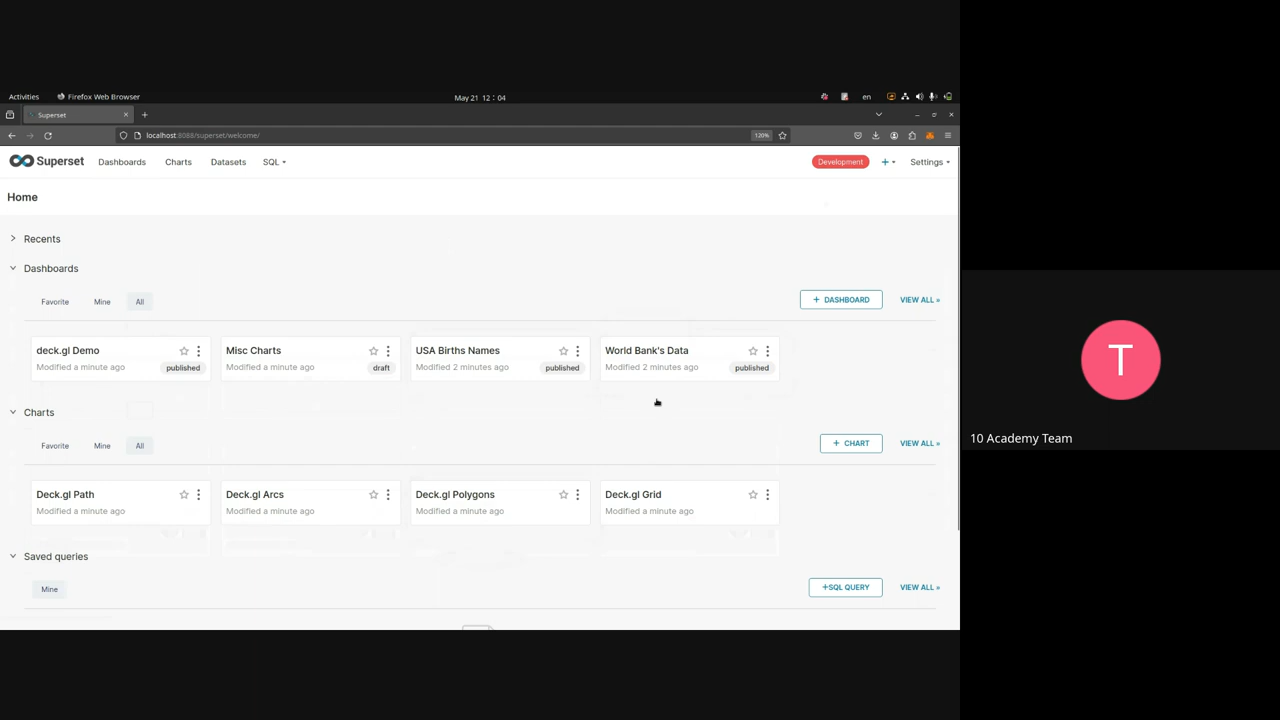 Activities Firefox Web Browser May 21 12 : 04 en
Superset
localhost:8088/superset/welcome/ 120%
Superset Dashboards Charts Datasets SQL Development Settings
Home
Recents
Dashboards
Favorite Mine All + DASHBOARD VIEW ALL »
deck.gl Demo Misc Charts USA Births Names World Bank's Data
Modified a minute ago published Modified a minute ago draft Modified 2 minutes ago published Modified 2 minutes ago published
Charts
Favorite Mine All + CHART VIEW ALL »
Deck.gl Path Deck.gl Arcs Deck.gl Polygons Deck.gl Grid
Modified a minute ago Modified a minute ago Modified a minute ago Modified a minute ago
Saved queries
Mine +SQL QUERY VIEW ALL »
T
10 Academy Team